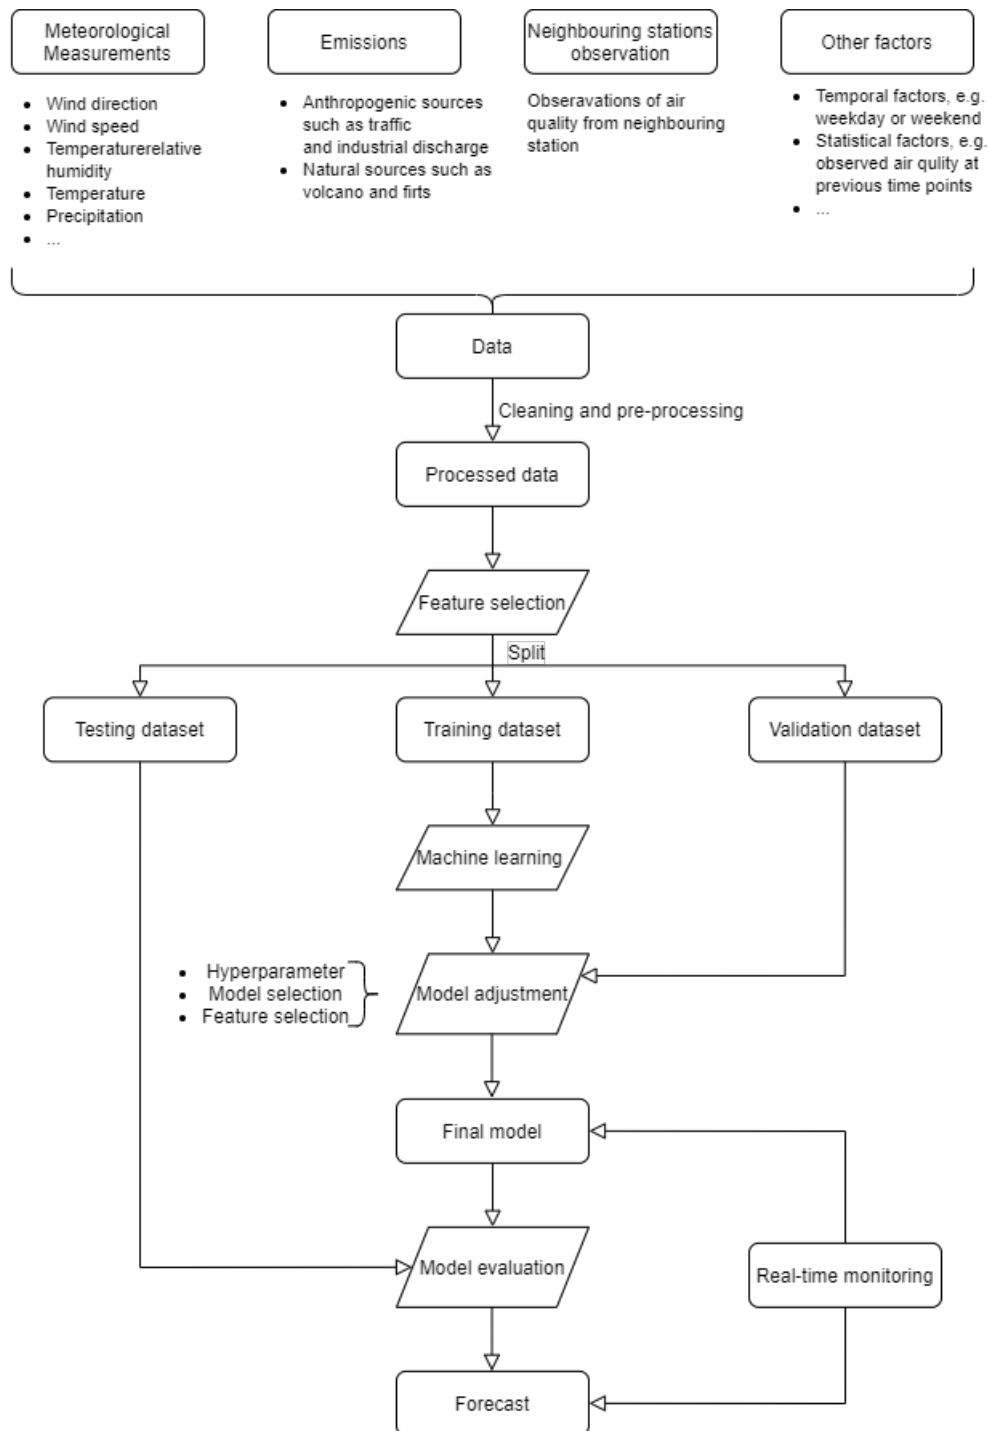 Meteorological
Measurements
Emissions
Neighbouring stations
observation
Other factors
• Wind direction
• Wind speed
• Temperaturerelative
humidity
• Temperature
• Precipitation
• ...
• Anthropogenic sources
such as traffic
and industrial discharge
• Natural sources such as
volcano and firts
Obseravations of air
quality from neighbouring
station
• Temporal factors, e.g.
weekday or weekend
• Statistical factors, e.g.
observed air qulity at
previous time points
• ...
Data
Cleaning and pre-processing
Processed data
Feature selection
Split
Testing dataset
Training dataset
Validation dataset
Machine learning
• Hyperparameter
• Model selection
• Feature selection
Model adjustment
Final model
Model evaluation
Real-time monitoring
Forecast